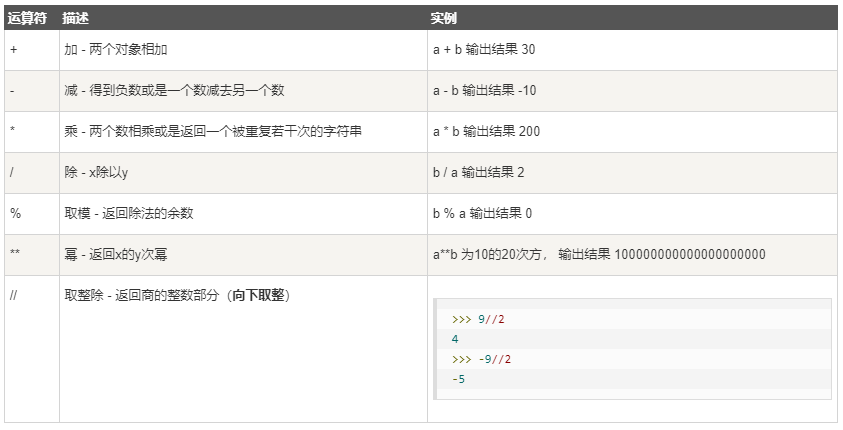 运算符 描述 实例
+ 加 - 两个对象相加 a + b 输出结果 30
- 减 - 得到负数或是一个数减去另一个数 a - b 输出结果 -10
* 乘 - 两个数相乘或是返回一个被重复若干次的字符串 a * b 输出结果 200
/ 除 - x除以y b / a 输出结果 2
% 取模 - 返回除法的余数 b % a 输出结果 0
** 幂 - 返回x的y次幂 a**b 为10的20次方， 输出结果 100000000000000000000
// 取整除 - 返回商的整数部分（向下取整）
>>> 9//2
4
>>> -9//2
-5